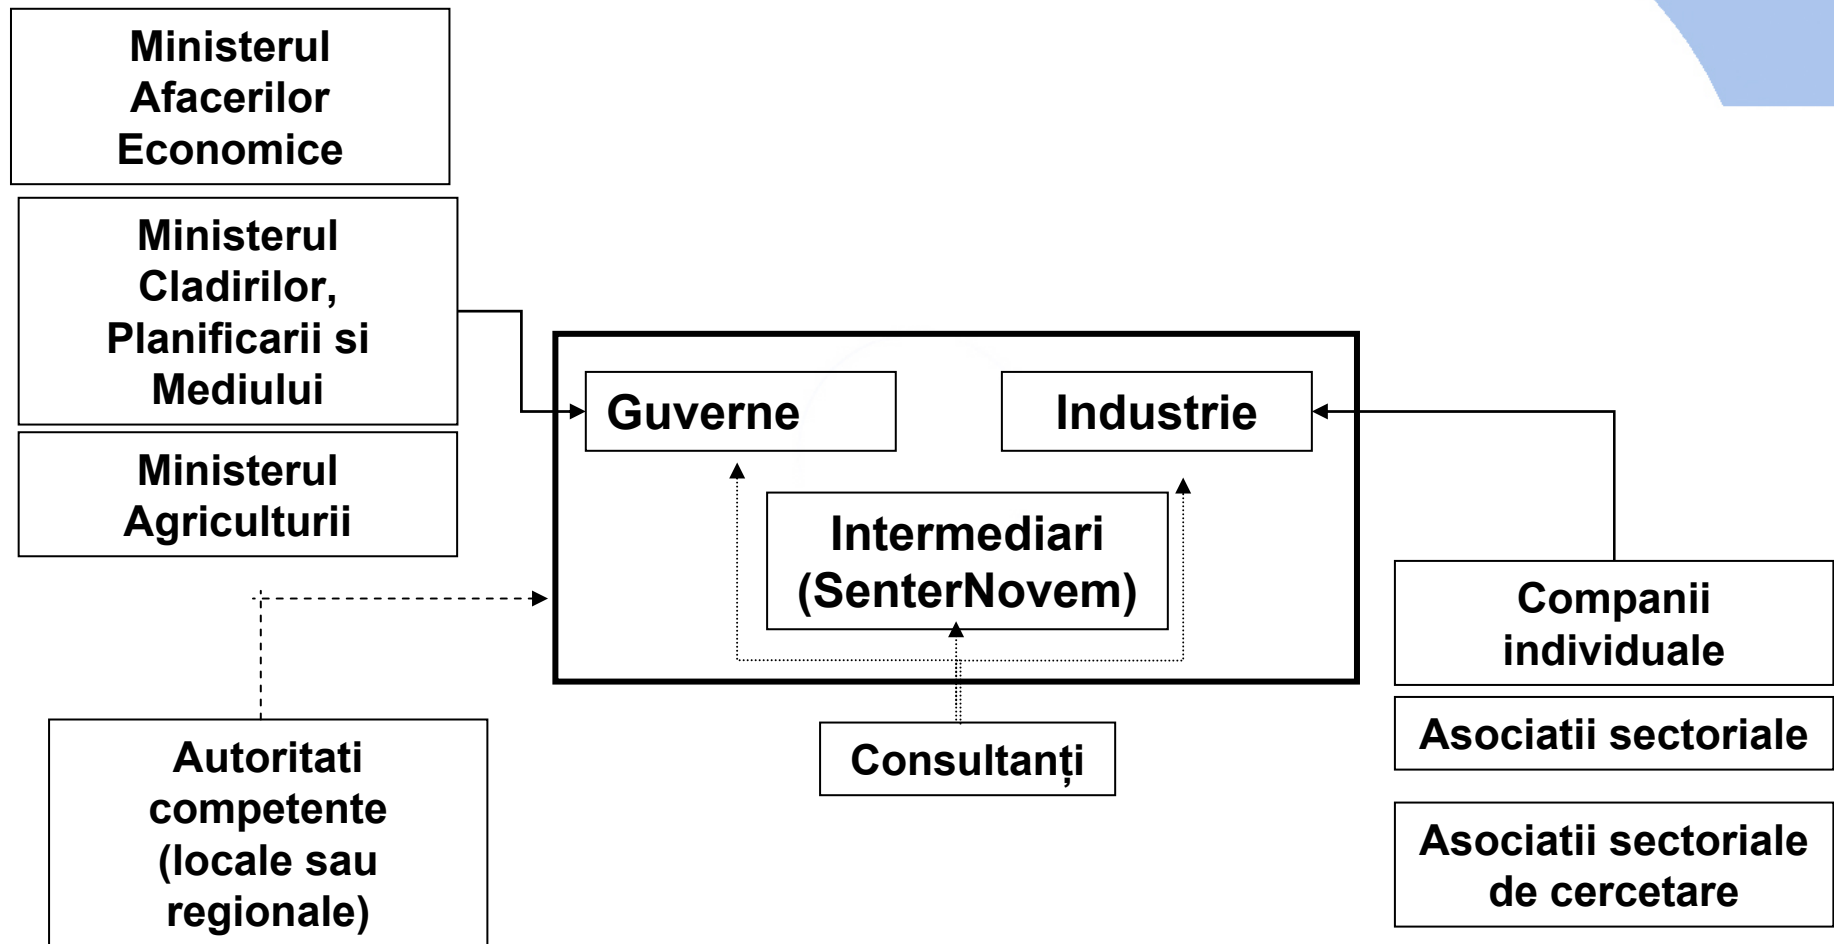 Ministerul
Afacerilor
Economice
Ministerul
Cladirilor,
Planificarii si
Mediului
Ministerul
Agriculturii
Guverne
Industrie
Intermediari
(SenterNovem)
Consultanți
Autoritati
competente
(locale sau
regionale)
Companii
individuale
Asociatii sectoriale
Asociatii sectoriale
de cercetare